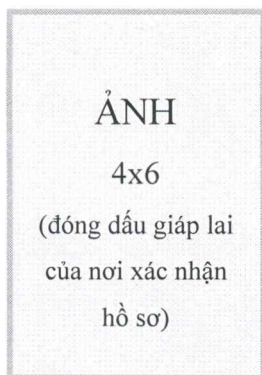 ẢNH
4x6
(đóng dấu giáp lai
của nơi xác nhận
hồ sơ)